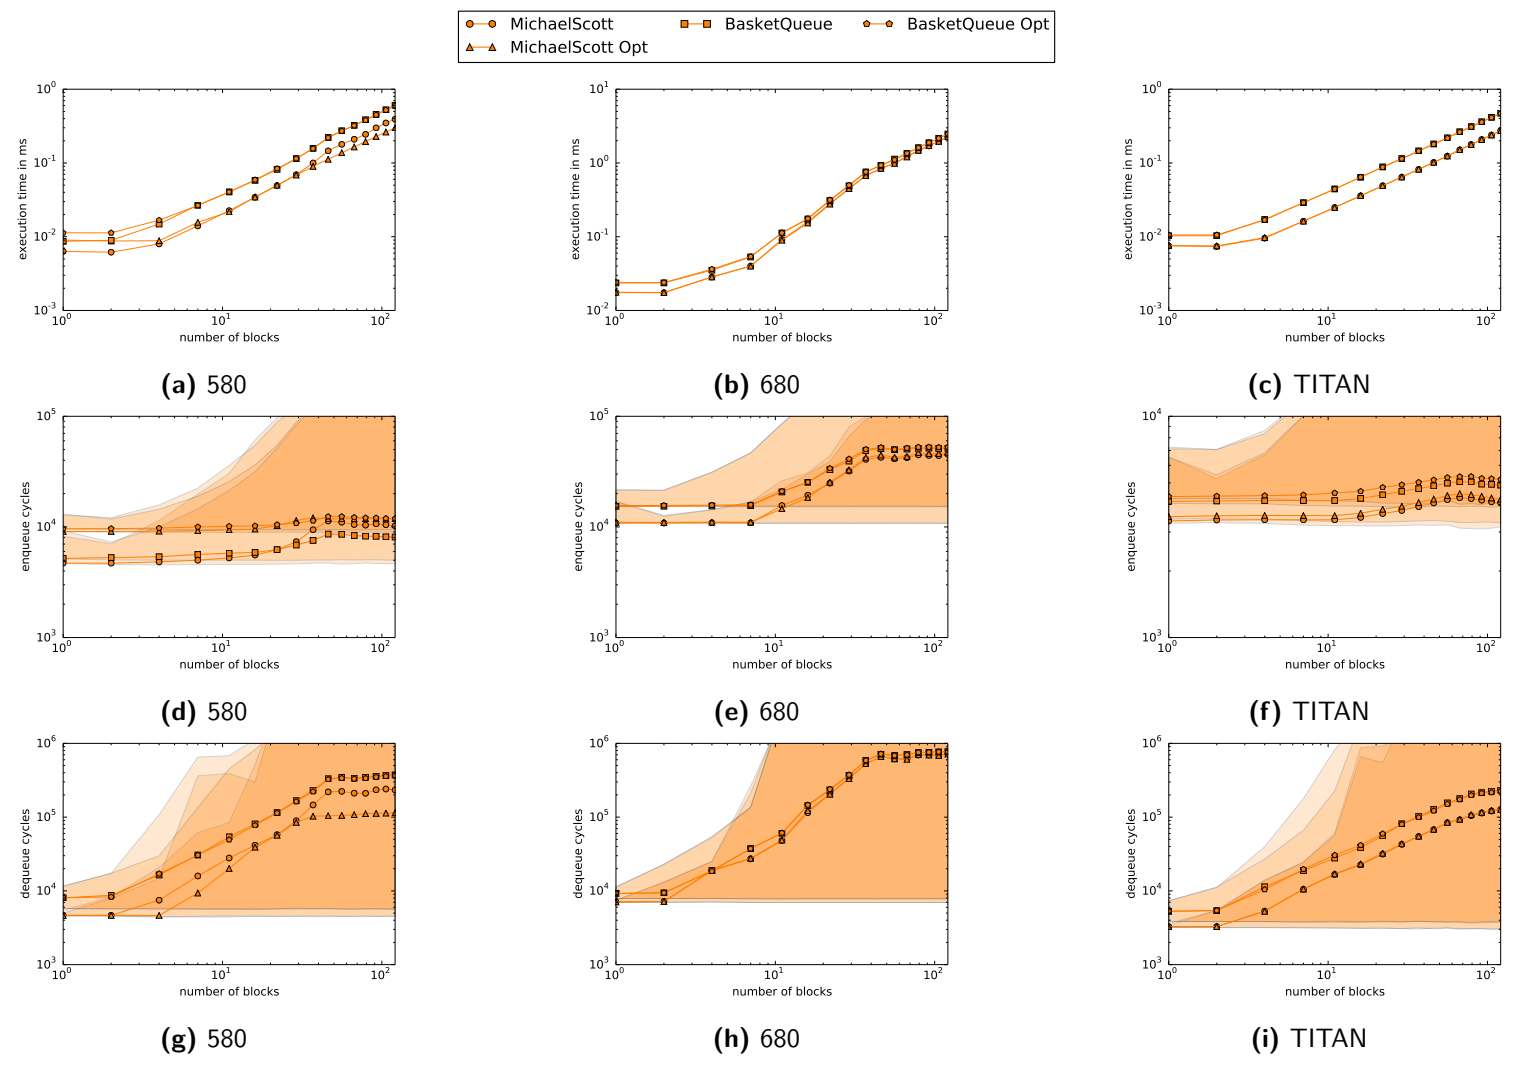 MichaelScott
BasketQueue
BasketQueue Opt
MichaelScott Opt
execution time in ms
10^0
10^-1
10^-2
10^-3
10^0
10^1
10^2
number of blocks
(a) 580
execution time in ms
10^1
10^0
10^-1
10^-2
10^0
10^1
10^2
number of blocks
(b) 680
execution time in ms
10^0
10^-1
10^-2
10^-3
10^0
10^1
10^2
number of blocks
(c) TITAN
enqueue cycles
10^5
10^4
10^3
10^0
10^1
10^2
number of blocks
(d) 580
enqueue cycles
10^5
10^4
10^3
10^0
10^1
10^2
number of blocks
(e) 680
enqueue cycles
10^4
10^3
10^0
10^1
10^2
number of blocks
(f) TITAN
dequeue cycles
10^6
10^5
10^4
10^3
10^0
10^1
10^2
number of blocks
(g) 580
dequeue cycles
10^6
10^5
10^4
10^3
10^0
10^1
10^2
number of blocks
(h) 680
dequeue cycles
10^6
10^5
10^4
10^3
10^0
10^1
10^2
number of blocks
(i) TITAN